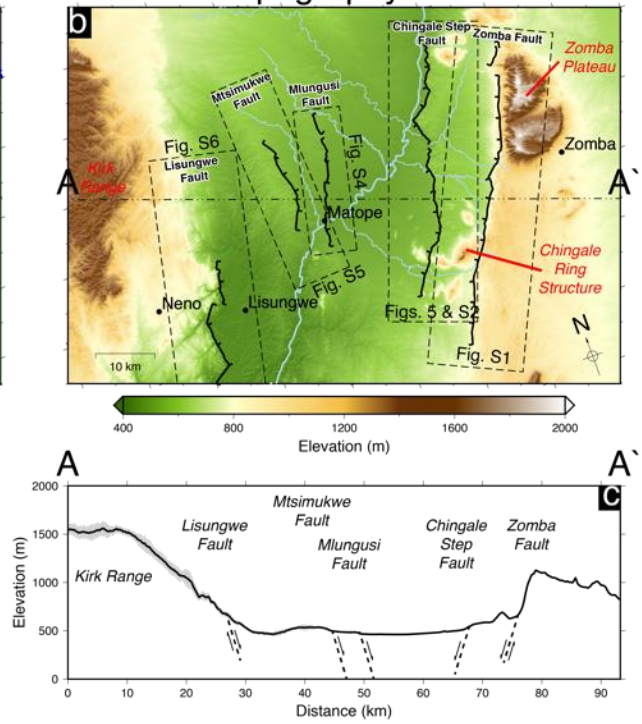 b
Chingale Step
Fault
Zomba Fault
Zomba
Plateau
Mtsimukwe
Fault
Mlungusi
Fault
Fig. S6
Lisungwe
Fault
Fig. S4
Zomba
Kirk
Range
A
A`
Matope
Chingale
Ring
Structure
Fig. S5
Neno
Lisungwe
Figs. 5 & S2
N
Fig. S1
10 km
400
800
1200
1600
2000
Elevation (m)
A
A`
c
2000
1500
1000
500
0
Elevation (m)
Mtsimukwe
Fault
Lisungwe
Fault
Mlungusi
Fault
Chingale
Step
Fault
Zomba
Fault
Kirk Range
0
10
20
30
40
50
60
70
80
90
Distance (km)